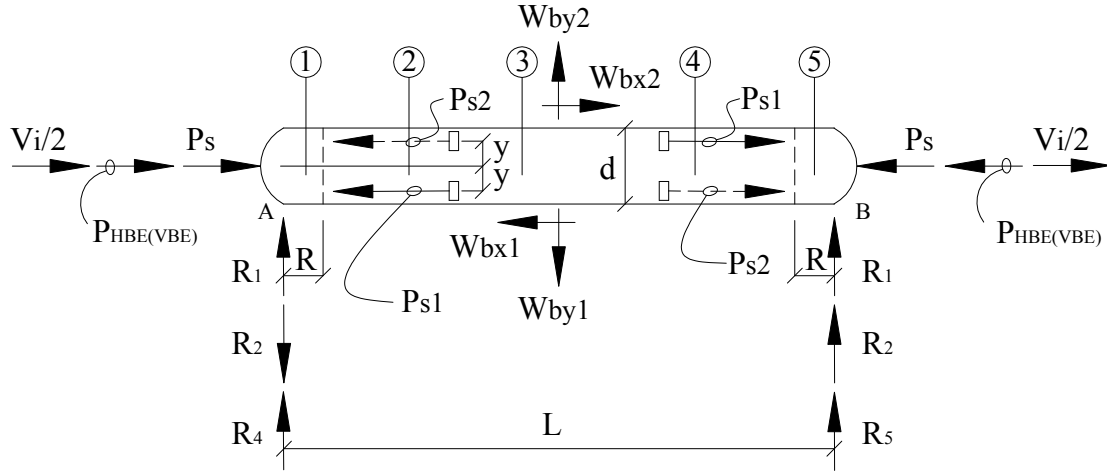 Wby2
1 2 3 4 5
Wbx2
Ps2 Ps1
Vi/2 Ps y d Ps Vi/2
y
A B
PHBE(VBE) Wbx1 Ps2 PHBE(VBE)
R1 R Ps1 Wby1 R R1
R2 R2
R4 L R5